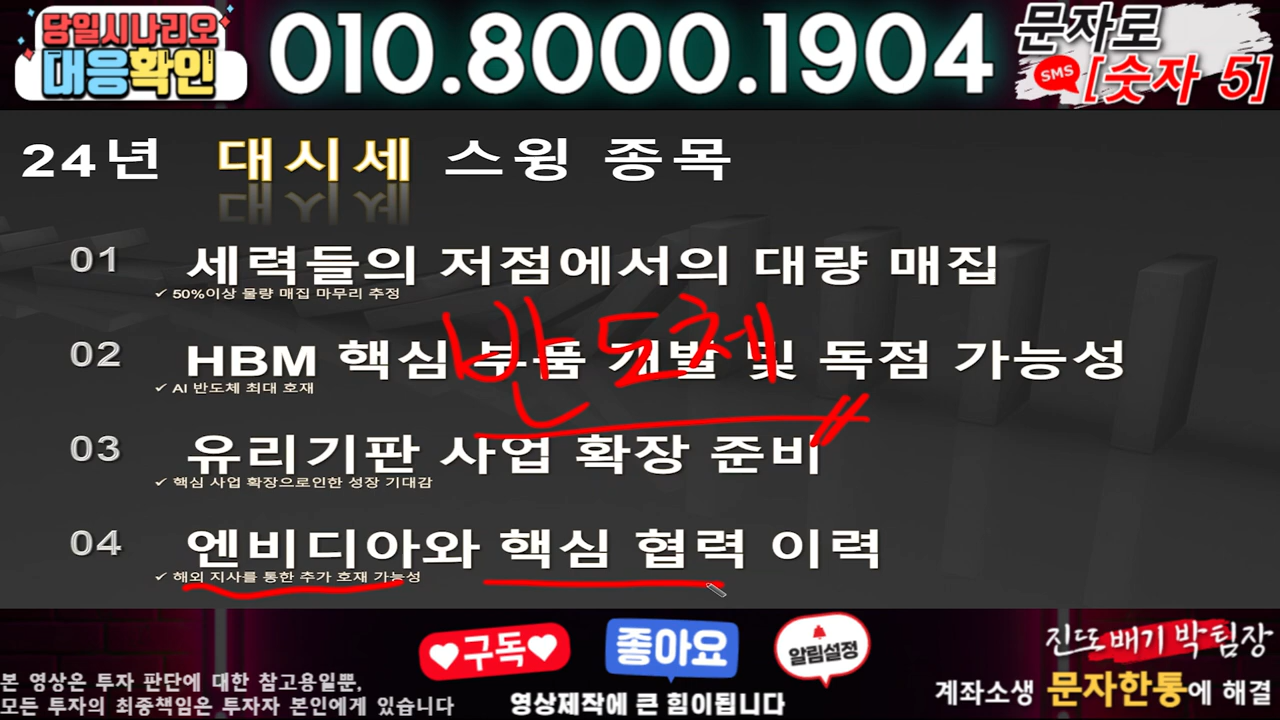 당일시나리오
대응확인
010.8000.1904
문자로
SMS
[숫자 5]
24년 대시세 스윙 종목
01 세력들의 저점에서의 대량 매집
✓ 50%이상 물량 매집 마무리 추정
반도체
02 HBM 핵심 부품 개발 및 독점 가능성
✓ AI 반도체 최대 호재
03 유리기판 사업 확장 준비
✓ 핵심 사업 확장으로인한 성장 기대감
04 엔비디아와 핵심 협력 이력
✓ 해외 지사를 통한 추가 호재 가능성
구독
좋아요
알림설정
영상제작에 큰 힘이됩니다
본 영상은 투자 판단에 대한 참고용일뿐,
모든 투자의 최종책임은 투자자 본인에게 있습니다
진또배기 박팀장
계좌소생 문자한통에 해결